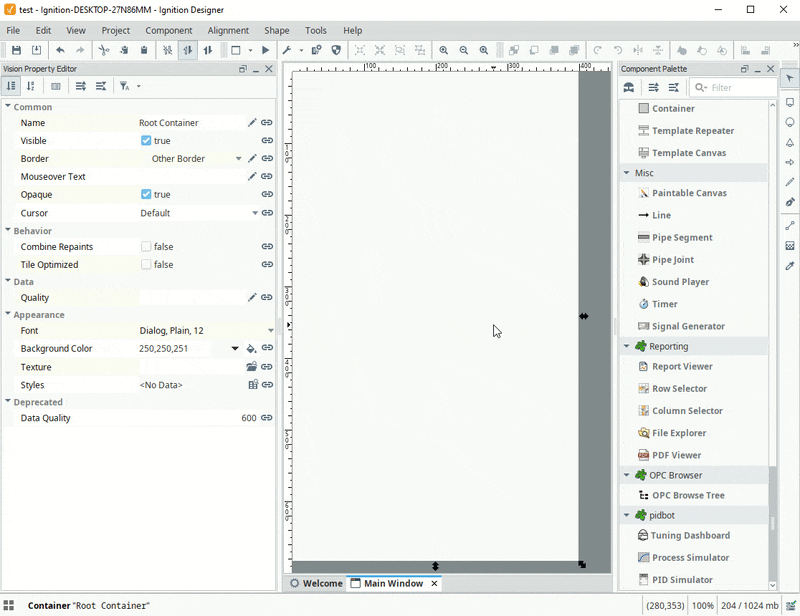 test - Ignition-DESKTOP-27N86MM - Ignition Designer
File Edit View Project Component Alignment Shape Tools Help
Vision Property Editor
Common
Name Root Container
Visible true
Border Other Border
Mouseover Text
Opaque true
Cursor Default
Behavior
Combine Repaints false
Tile Optimized false
Data
Quality
Appearance
Font Dialog, Plain, 12
Background Color 250,250,251
Texture
Styles <No Data>
Deprecated
Data Quality 600
100 200 300 400
100
200
300
400
500
600
Welcome Main Window
Component Palette
Filter
Container
Template Repeater
Template Canvas
Misc
Paintable Canvas
Line
Pipe Segment
Pipe Joint
Sound Player
Timer
Signal Generator
Reporting
Report Viewer
Row Selector
Column Selector
File Explorer
PDF Viewer
OPC Browser
OPC Browse Tree
pidbot
Tuning Dashboard
Process Simulator
PID Simulator
Container "Root Container" (280,353) 100% 204 / 1024 mb